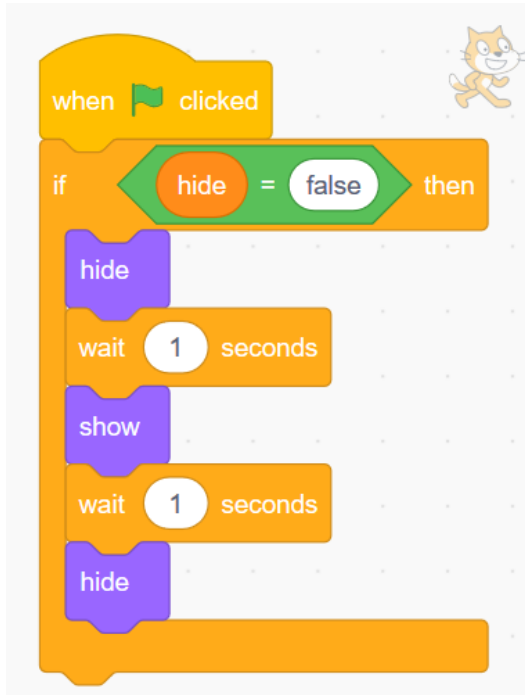 when clicked
if hide = false then
hide
wait 1 seconds
show
wait 1 seconds
hide